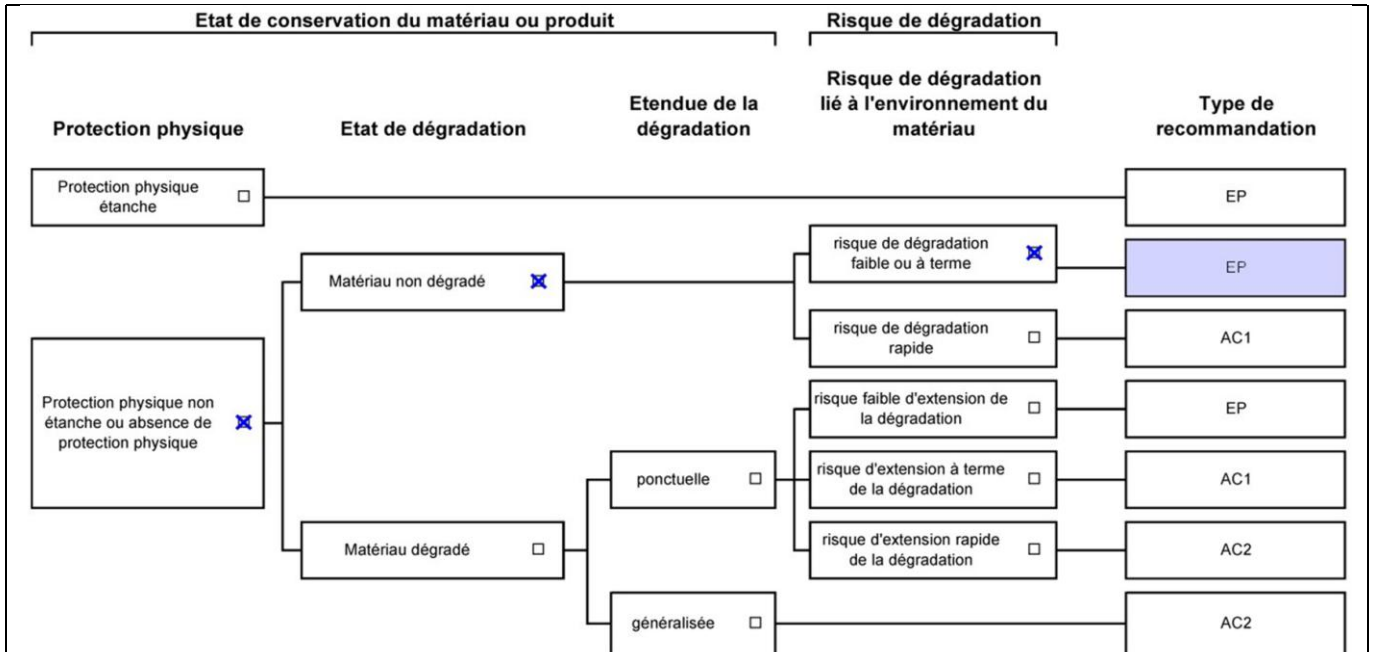 Etat de conservation du matériau ou produit
Risque de dégradation
Protection physique
Etat de dégradation
Etendue de la
dégradation
Risque de dégradation
lié à l'environnement du
matériau
Type de
recommandation
Protection physique
étanche
EP
risque de dégradation
faible ou à terme
EP
Matériau non dégradé
risque de dégradation
rapide
AC1
Protection physique non
étanche ou absence de
protection physique
risque faible d'extension de
la dégradation
EP
ponctuelle
risque d'extension à terme
de la dégradation
AC1
Matériau dégradé
risque d'extension rapide
de la dégradation
AC2
généralisée
AC2